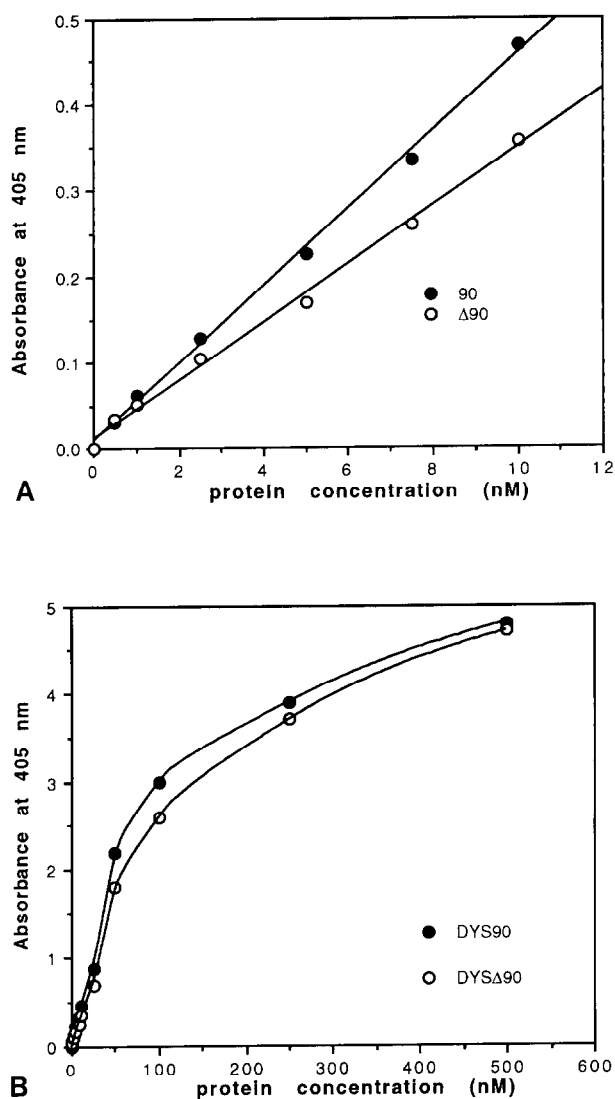 0.5
0.4
0.3
0.2
0.1
0.0
Absorbance at 405 nm
90
Δ90
0 2 4 6 8 10 12
A
protein concentration (nM)
5
4
3
2
1
0
Absorbance at 405 nm
DYS90
DYSΔ90
0 100 200 300 400 500 600
B
protein concentration (nM)